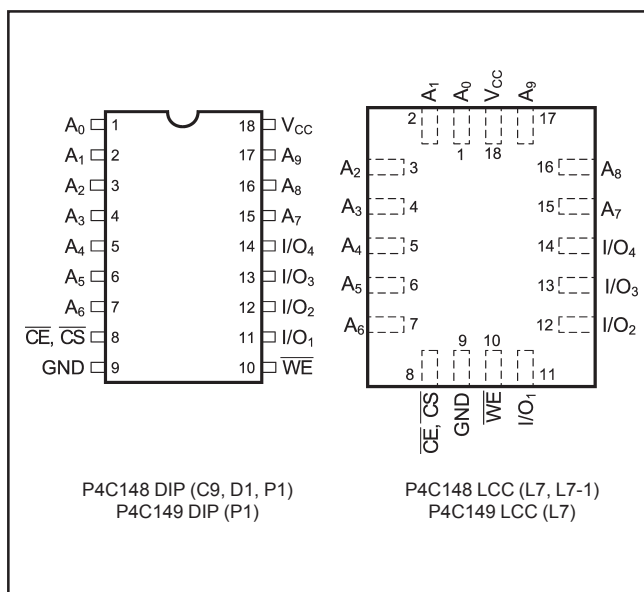 A0 1 18 VCC
A1 2 17 A9
A2 3 16 A8
A3 4 15 A7
A4 5 14 I/O4
A5 6 13 I/O3
A6 7 12 I/O2
CE, CS 8 11 I/O1
GND 9 10 WE
P4C148 DIP (C9, D1, P1)
P4C149 DIP (P1)
A1 A0 VCC A9
2 1 18 17
A2 3 16 A8
A3 4 15 A7
A4 5 14 I/O4
A5 6 13 I/O3
A6 7 12 I/O2
8 9 10 11
CE, CS GND WE I/O1
P4C148 LCC (L7, L7-1)
P4C149 LCC (L7)